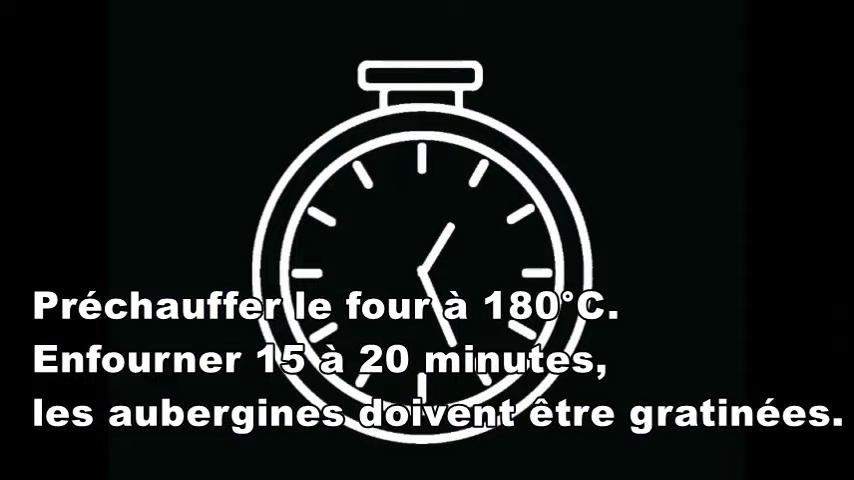 Préchauffer le four à 180°C.
Enfourner 15 à 20 minutes,
les aubergines doivent être gratinées.